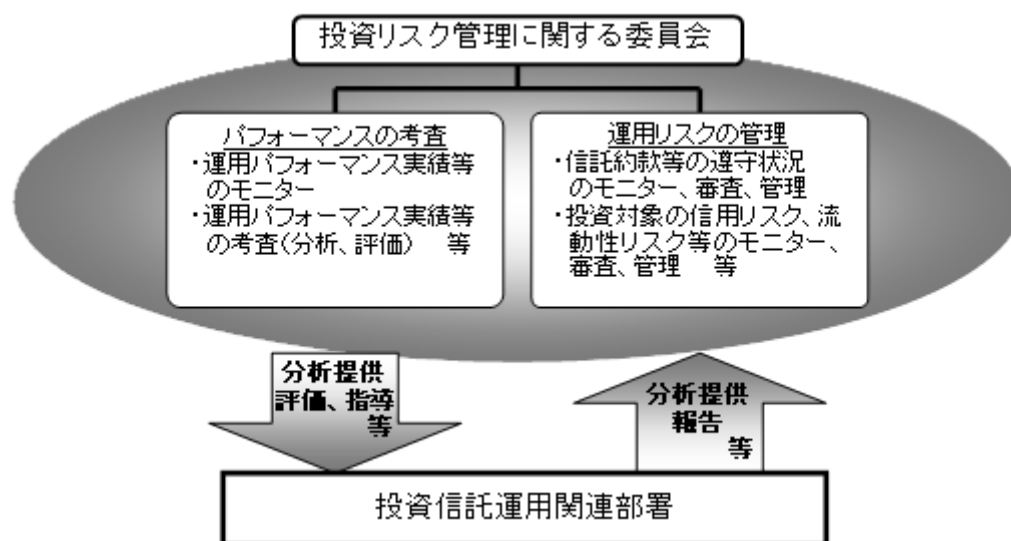 投資リスク管理に関する委員会
パフォーマンスの考査
・運用パフォーマンス実績等
のモニター
・運用パフォーマンス実績等
の考査(分析、評価) 等
運用リスクの管理
・信託約款等の遵守状況
のモニター、審査、管理
・投資対象の信用リスク、流
動性リスク等のモニター、
審査、管理 等
分析提供
評価、指導
等
分析提供
報告
等
投資信託運用関連部署